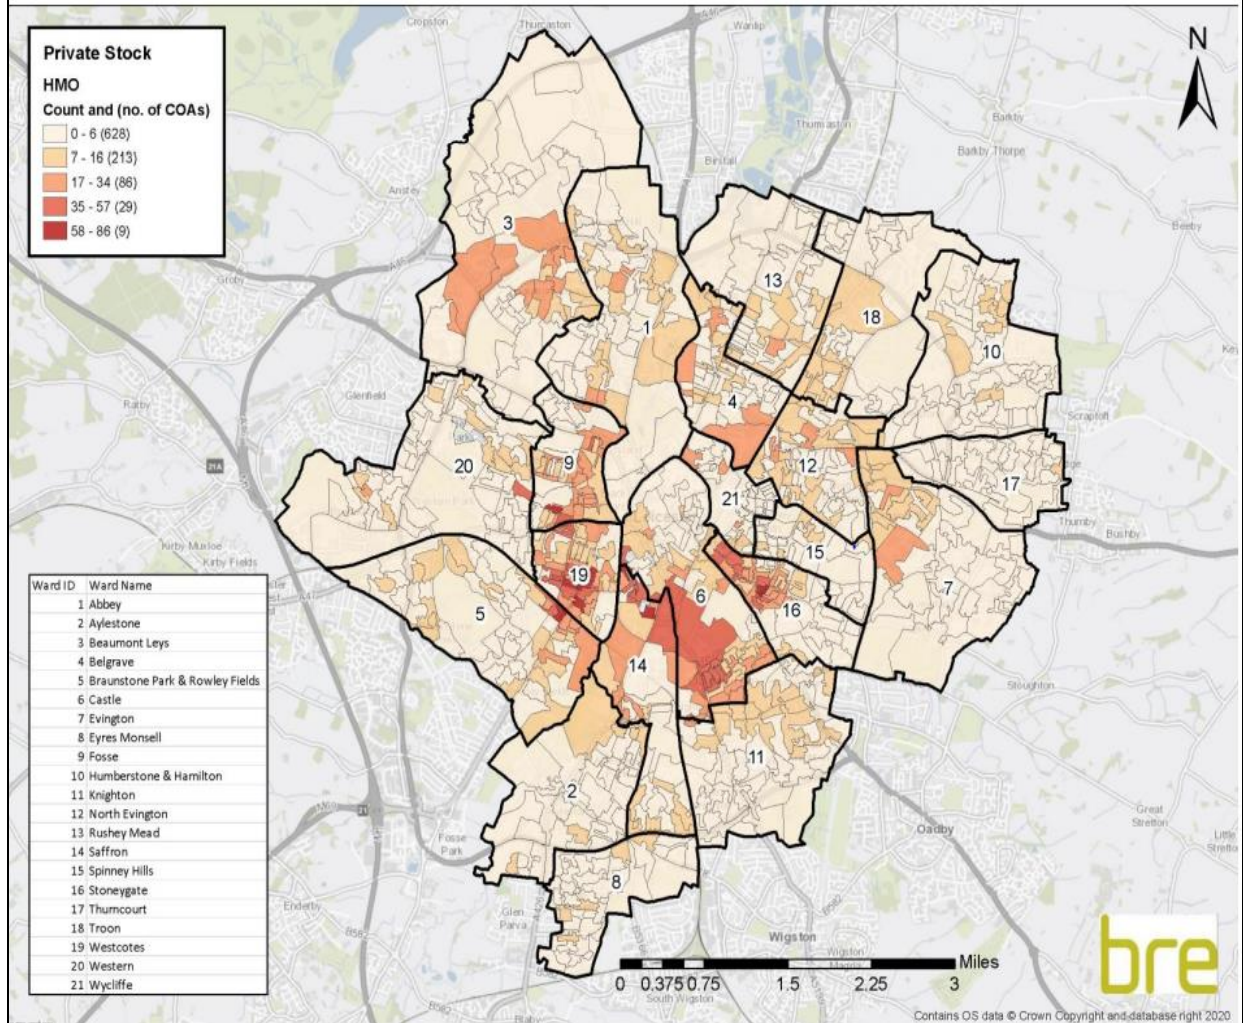 Private Stock
HMO
Count and (no. of COAs)
0 - 6 (628)
7 - 16 (213)
17 - 34 (86)
35 - 57 (29)
58 - 86 (9)
N
Cropston
Thurcaston
Wanlip
Thurmaston
Barkby
Barkby Thorpe
Birstall
Anstey
Beeby
Groby
Ratby
Glenfield
Scraptoft
21A
Kirby Muxloe
Kirby Fields
Thurnby
Bushby
Stoughton
3
1
13
18
10
4
20
9
12
17
21
15
19
6
16
7
5
14
11
2
8
Ward ID Ward Name
1 Abbey
2 Aylestone
3 Beaumont Leys
4 Belgrave
5 Braunstone Park & Rowley Fields
6 Castle
7 Evington
8 Eyres Monsell
9 Fosse
10 Humberstone & Hamilton
11 Knighton
12 North Evington
13 Rushey Mead
14 Saffron
15 Spinney Hills
16 Stoneygate
17 Thurncourt
18 Troon
19 Westcotes
20 Western
21 Wycliffe
21
Fosse
Park
Enderby
Glen
Parva
Oadby
Great
Stretton
Little
Wigston
Wigston
South Wigston
Blaby
bre
Miles
0 0.375 0.75 1.5 2.25 3
Contains OS data © Crown Copyright and database right 2020